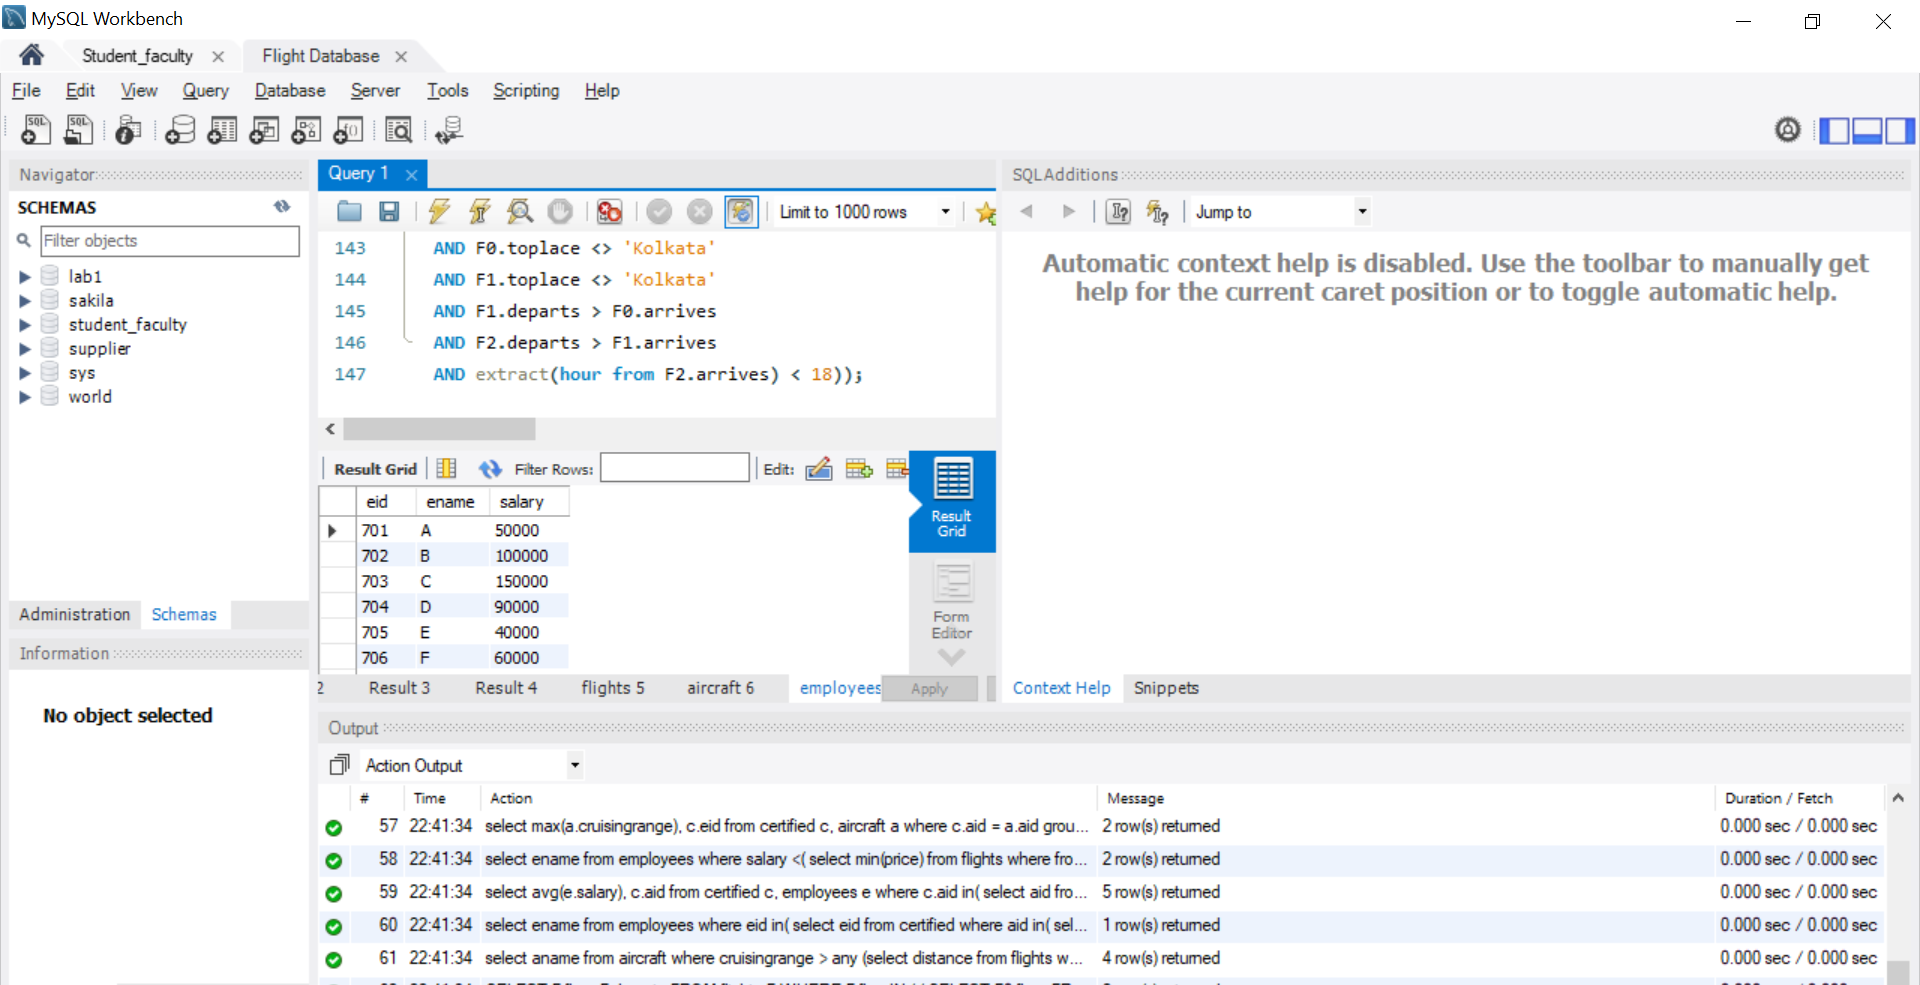 MySQL Workbench
Student_faculty
Flight Database
File Edit View Query Database Server Tools Scripting Help
Navigator
SCHEMAS
Filter objects
lab1
sakila
student_faculty
supplier
sys
world
Administration Schemas
Information
No object selected
Query 1
Limit to 1000 rows
143 AND F0.toplace <> 'Kolkata'
144 AND F1.toplace <> 'Kolkata'
145 AND F1.departs > F0.arrives
146 AND F2.departs > F1.arrives
147 AND extract(hour from F2.arrives) < 18));
Result Grid Filter Rows: Edit:
eid ename salary
701 A 50000
702 B 100000
703 C 150000
704 D 90000
705 E 40000
706 F 60000
Result
Grid
Form
Editor
2 Result 3 Result 4 flights 5 aircraft 6 employees Apply
SQLAdditions
Jump to
Automatic context help is disabled. Use the toolbar to manually get
help for the current caret position or to toggle automatic help.
Context Help Snippets
Output
Action Output
# Time Action Message Duration / Fetch
57 22:41:34 select max(a.cruisingrange), c.eid from certified c, aircraft a where c.aid = a.aid grou... 2 row(s) returned 0.000 sec / 0.000 sec
58 22:41:34 select ename from employees where salary <( select min(price) from flights where fro... 2 row(s) returned 0.000 sec / 0.000 sec
59 22:41:34 select avg(e.salary), c.aid from certified c, employees e where c.aid in( select aid fro... 5 row(s) returned 0.000 sec / 0.000 sec
60 22:41:34 select ename from employees where eid in( select eid from certified where aid in( sel... 1 row(s) returned 0.000 sec / 0.000 sec
61 22:41:34 select aname from aircraft where cruisingrange > any (select distance from flights w... 4 row(s) returned 0.000 sec / 0.000 sec